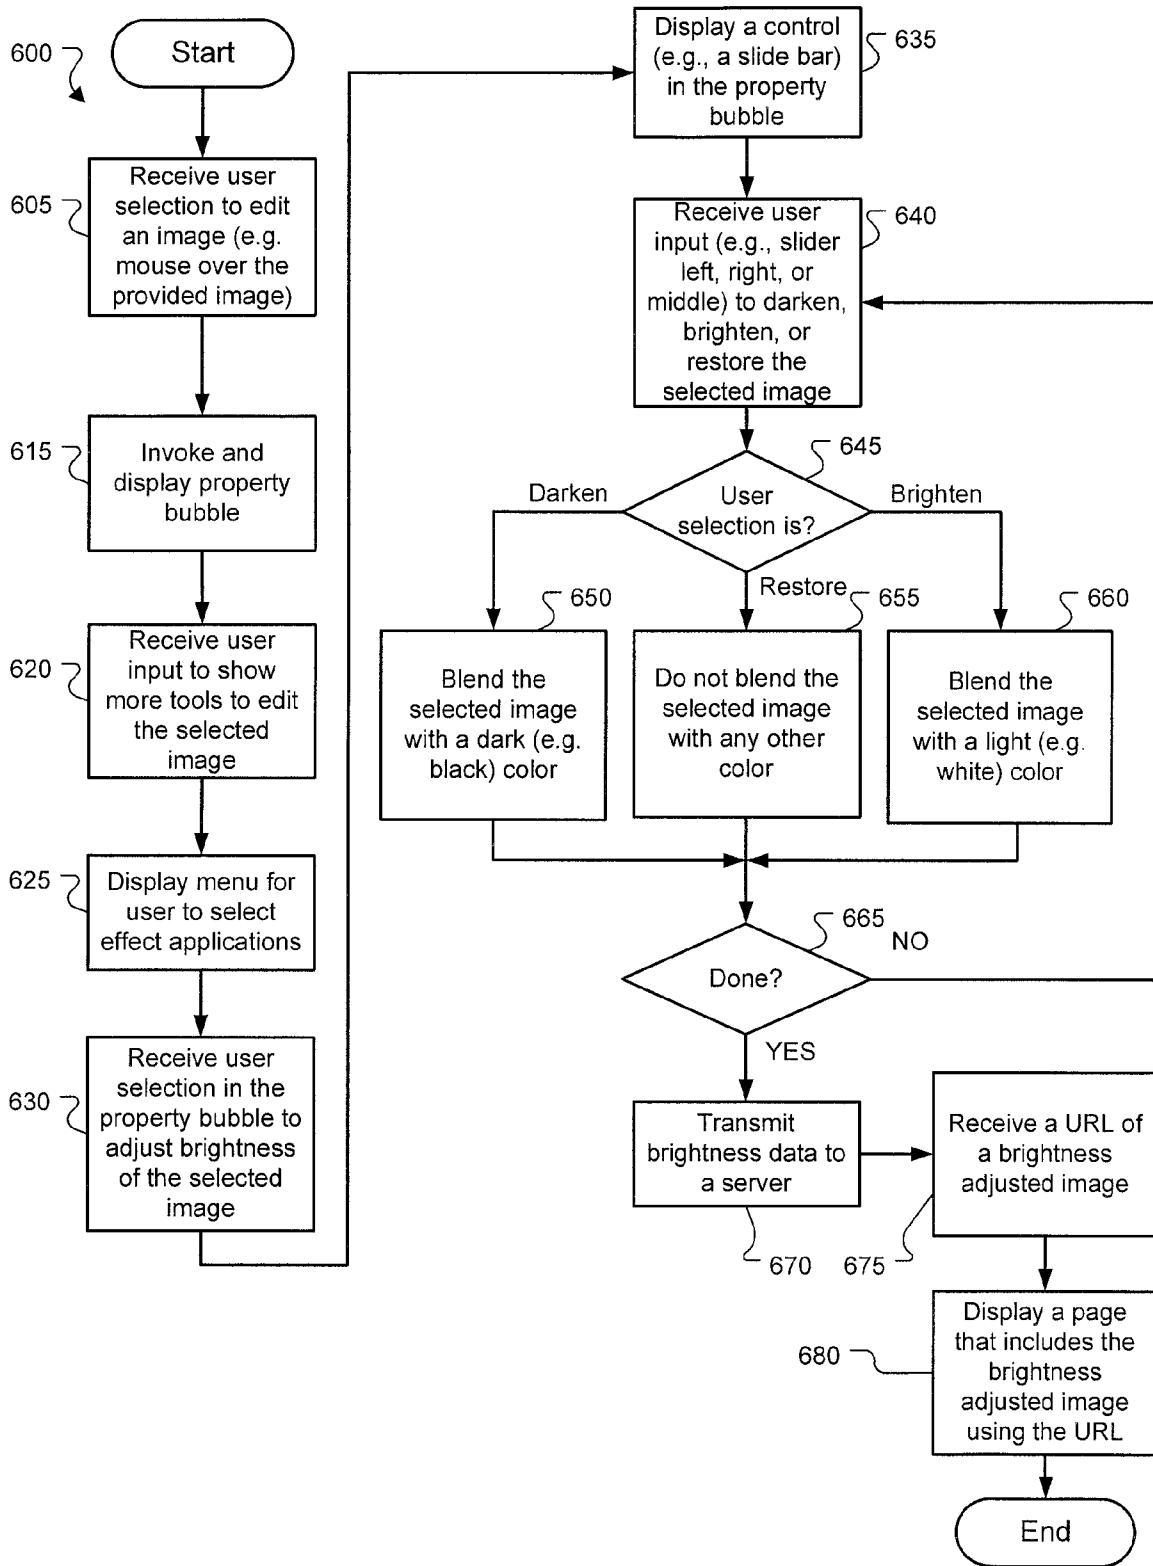 600
Start
605
Receive user
selection to edit
an image (e.g.
mouse over the
provided image)
615
Invoke and
display property
bubble
620
Receive user
input to show
more tools to edit
the selected
image
625
Display menu for
user to select
effect applications
630
Receive user
selection in the
property bubble to
adjust brightness
of the selected
image
Display a control
(e.g., a slide bar)
in the property
bubble
635
Receive user
input (e.g., slider
left, right, or
middle) to darken,
brighten, or
restore the
selected image
640
645
User
selection is?
Darken
Restore
Brighten
650
Blend the
selected image
with a dark (e.g.
black) color
655
Do not blend the
selected image
with any other
color
660
Blend the
selected image
with a light (e.g.
white) color
665
Done?
NO
YES
Transmit
brightness data to
a server
670
Receive a URL of
a brightness
adjusted image
675
Display a page
that includes the
brightness
adjusted image
using the URL
680
End